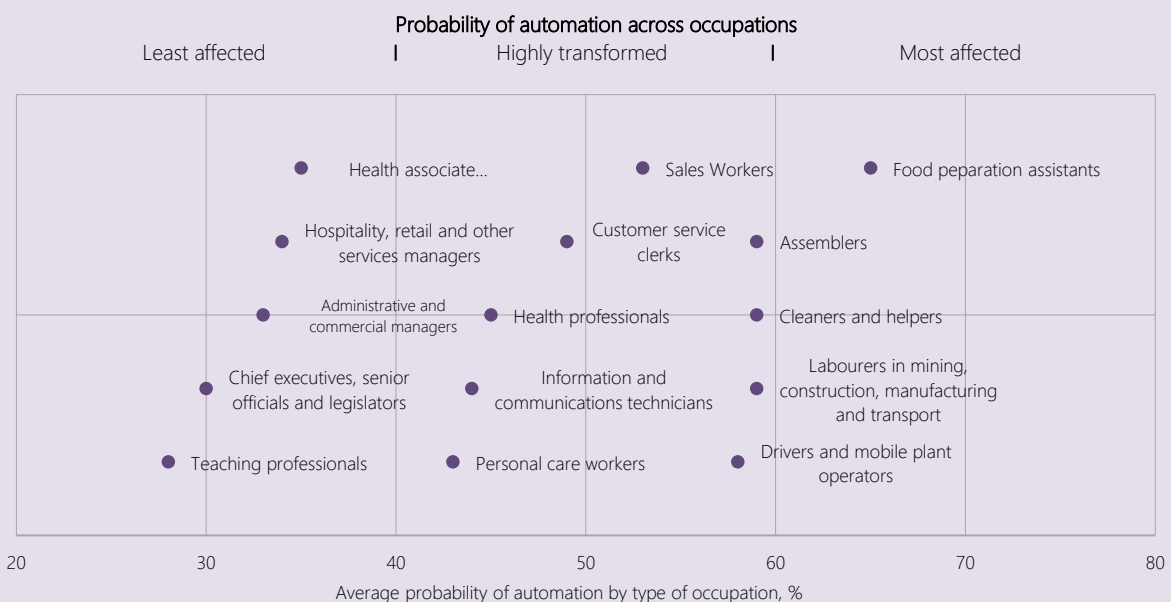 Probability of automation across occupations
Least affected
Highly transformed
Most affected
Health associate...
Sales Workers
Food peparation assistants
Hospitality, retail and other
services managers
Customer service
clerks
Assemblers
Administrative and
commercial managers
Health professionals
Cleaners and helpers
Chief executives, senior
officials and legislators
Information and
communications technicians
Labourers in mining,
construction, manufacturing
and transport
Teaching professionals
Personal care workers
Drivers and mobile plant
operators
20 30 40 50 60 70 80
Average probability of automation by type of occupation, %